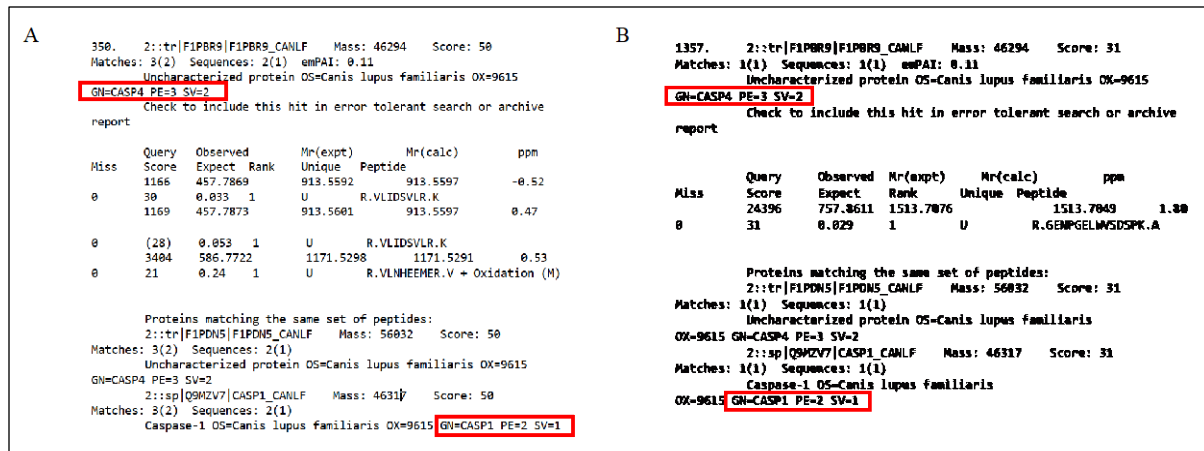 A
350. 2::tr|F1PBR9|F1PBR9_CANLF Mass: 46294 Score: 50
Matches: 3(2) Sequences: 2(1) emPAI: 0.11
Uncharacterized protein OS=Canis lupus familiaris OX=9615
GN=CASP4 PE=3 SV=2
Check to include this hit in error tolerant search or archive
report
Query Observed Mr(expt) Mr(calc) ppm
Miss Score Expect Rank Unique Peptide
1166 457.7869 913.5592 913.5597 -0.52
0 30 0.033 1 U R.VLIDSVLR.K
1169 457.7873 913.5601 913.5597 0.47
0 (28) 0.053 1 U R.VLIDSVLR.K
3404 586.7722 1171.5298 1171.5291 0.53
0 21 0.24 1 U R.VLNHEEMER.V + Oxidation (M)
Proteins matching the same set of peptides:
2::tr|F1PDN5|F1PDN5_CANLF Mass: 56032 Score: 50
Matches: 3(2) Sequences: 2(1)
Uncharacterized protein OS=Canis lupus familiaris OX=9615
GN=CASP4 PE=3 SV=2
2::sp|Q9MZV7|CASP1_CANLF Mass: 46317 Score: 50
Matches: 3(2) Sequences: 2(1)
Caspase-1 OS=Canis lupus familiaris OX=9615 GN=CASP1 PE=2 SV=1
B
1357. 2::tr|F1PBR9|F1PBR9_CANLF Mass: 46294 Score: 31
Matches: 1(1) Sequences: 1(1) emPAI: 0.11
Uncharacterized protein OS=Canis lupus familiaris OX=9615
GN=CASP4 PE=3 SV=2
Check to include this hit in error tolerant search or archive
report
Query Observed Mr(expt) Mr(calc) ppm
Miss Score Expect Rank Unique Peptide
24396 757.8611 1513.7076 1513.7049 1.80
0 31 0.029 1 U R.GENPGELWVSDSPK.A
Proteins matching the same set of peptides:
2::tr|F1PDN5|F1PDN5_CANLF Mass: 56032 Score: 31
Matches: 1(1) Sequences: 1(1)
Uncharacterized protein OS=Canis lupus familiaris
OX=9615 GN=CASP4 PE=3 SV=2
2::sp|Q9MZV7|CASP1_CANLF Mass: 46317 Score: 31
Matches: 1(1) Sequences: 1(1)
Caspase-1 OS=Canis lupus familiaris
OX=9615 GN=CASP1 PE=2 SV=1